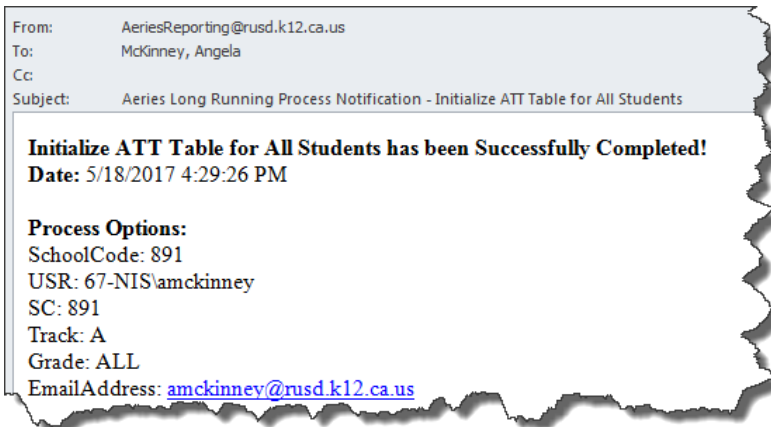 From: AeriesReporting@rusd.k12.ca.us
To: McKinney, Angela
Cc:
Subject: Aeries Long Running Process Notification - Initialize ATT Table for All Students
Initialize ATT Table for All Students has been Successfully Completed!
Date: 5/18/2017 4:29:26 PM
Process Options:
SchoolCode: 891
USR: 67-NIS\amckinney
SC: 891
Track: A
Grade: ALL
EmailAddress: amckinney@rusd.k12.ca.us